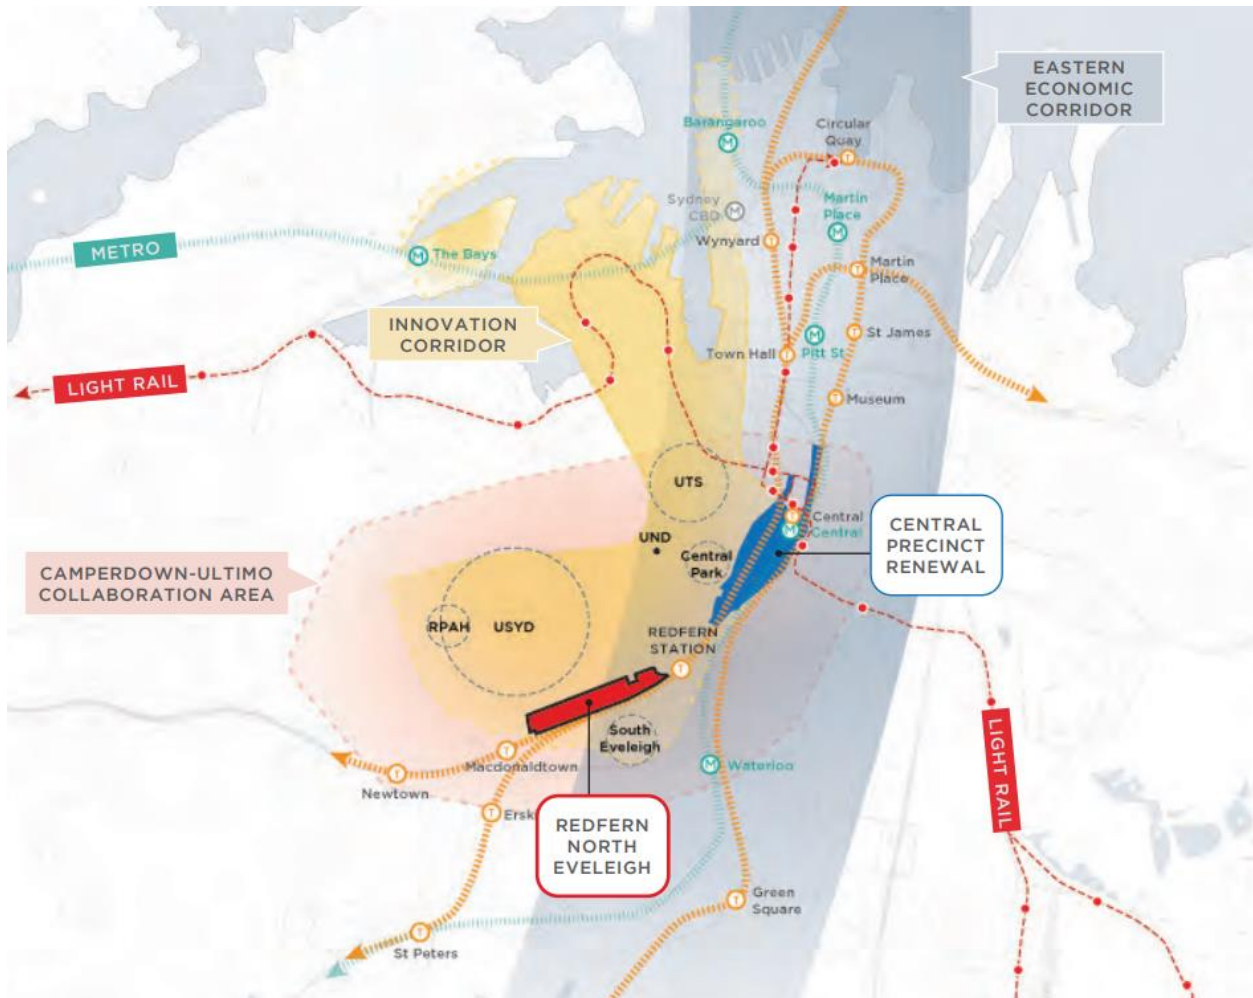 EASTERN
ECONOMIC
CORRIDOR
Barangaroo
M
Circular
Quay
T
Sydney
CBD
M
Martin
Place
M
METRO
M
The Bays
Wynyard
T
Martin
Place
T
INNOVATION
CORRIDOR
M
Pitt St
T
St James
Town Hall
T
LIGHT RAIL
T
Museum
UTS
UND
Central
Park
T
Central
M
Central
CENTRAL
PRECINCT
RENEWAL
CAMPERDOWN-ULTIMO
COLLABORATION AREA
RPAH
USYD
REDFERN
STATION
T
South
Eveleigh
T
Macdonaldtown
M
Waterloo
T
Newtown
LIGHT RAIL
T
REDFERN
NORTH
EVELEIGH
T
Green
Square
T
St Peters